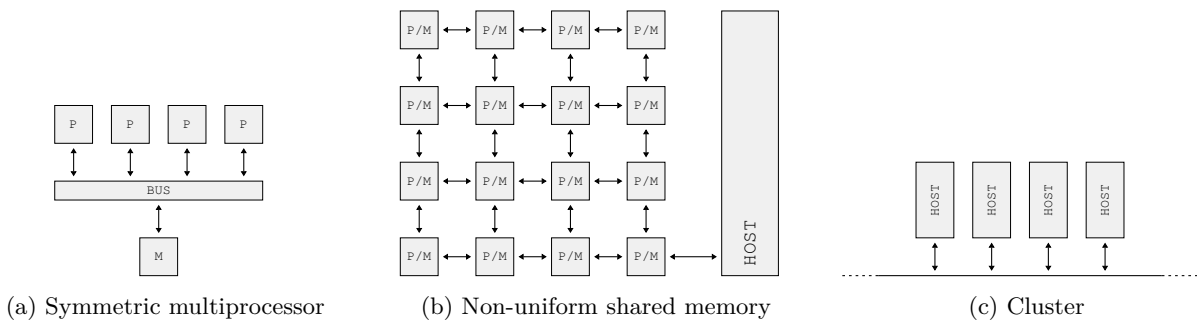 P P P P
BUS
M
(a) Symmetric multiprocessor
P/M P/M P/M P/M
P/M P/M P/M P/M
P/M P/M P/M P/M
P/M P/M P/M P/M
HOST
(b) Non-uniform shared memory
HOST HOST HOST HOST
(c) Cluster